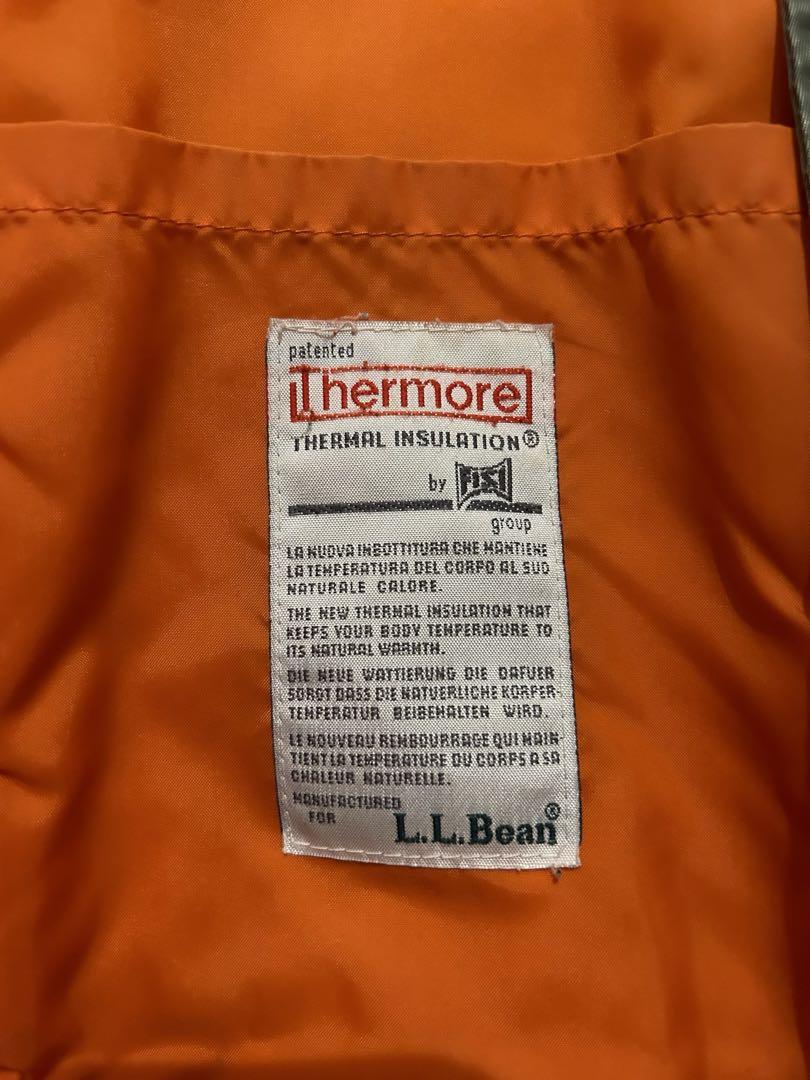 patented
Thermore
THERMAL INSULATION®
by FISI
group
LA NUOVA IMBOTTITURA CHE MANTIENE
LA TEMPERATURA DEL CORPO AL SUO
NATURALE CALORE.
THE NEW THERMAL INSULATION THAT
KEEPS YOUR BODY TEMPERATURE TO
ITS NATURAL WARMTH.
DIE NEUE WATTIERUNG DIE DAFUER
SORGT DASS DIE NATUERLICHE KORPER-
TEMPERATUR BEIBEHALTEN WIRD.
LE NOUVEAU REMBOURRAGE QUI MAIN-
TIENT LA TEMPERATURE DU CORPS A SA
CHALEUR NATURELLE.
MANUFACTURED
FOR L.L.Bean®